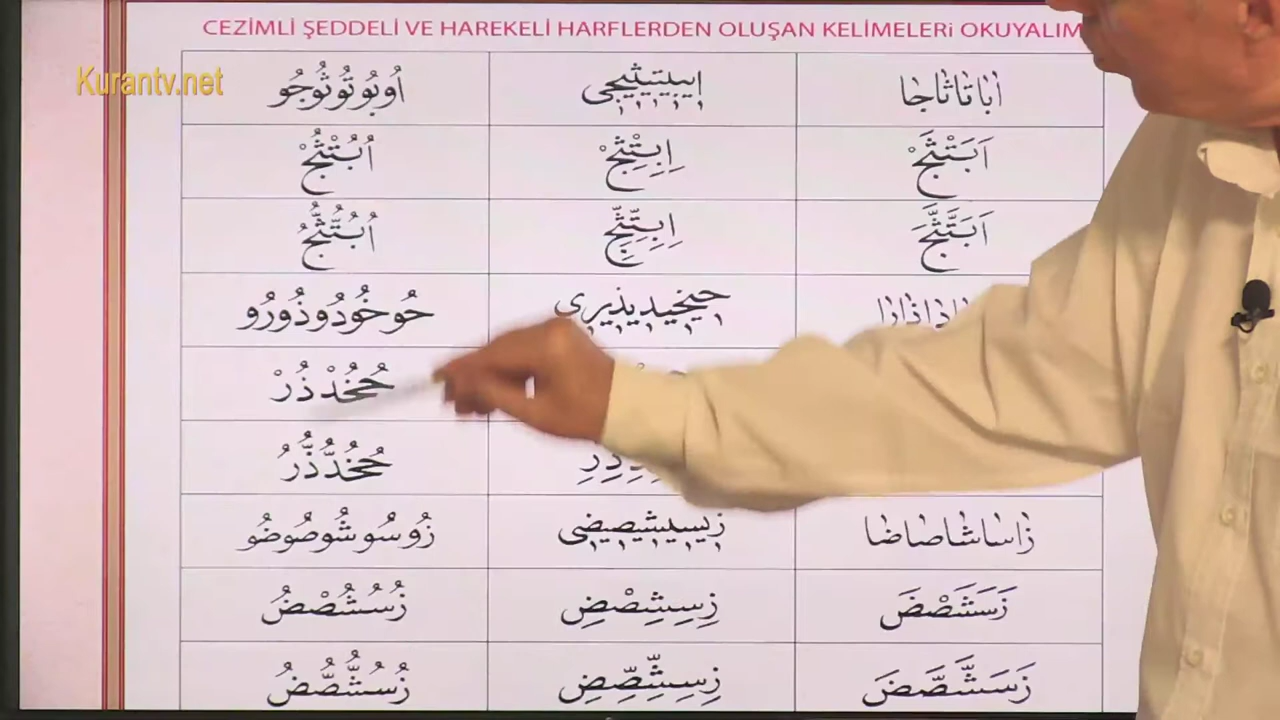 CEZİMLİ ŞEDDELİ VE HAREKELİ HARFLERDEN OLUŞAN KELİMELERİ OKUYALIM
Kurantv.net
اٰبٰاتٰاثٰاجٰا اٖيبٖيتٖيثٖيجٖى اُوبُوتُوثُوجُو
اَبَتْثَجْ اِبِتْثِجْ اُبُتْثُجْ
اَبَتَّثَّجَ اِبِتِّثِّجِ اُبُتُّثُّجُ
حٖيخٖيدٖيذٖيرٖى حُوخُودُوذُورُو
حُخُدْذُرْ
حُخُدُّذُّرُ
زٰاسٰاشٰاصٰاضٰا زٖيسٖيشٖيصٖيضٖى زُوسُوشُوصُوضُو
زَسَشَصْضَ زِسِشِصْضِ زُسُشُصْضُ
زَسَشَّصَّضَ زِسِشِّصِّضِ زُسُشُّصُّضُ